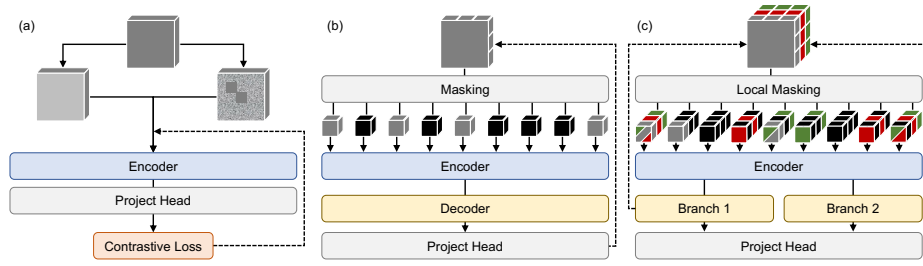 (a)
Encoder
Project Head
Contrastive Loss
(b)
Masking
Encoder
Decoder
Project Head
(c)
Local Masking
Encoder
Branch 1
Branch 2
Project Head